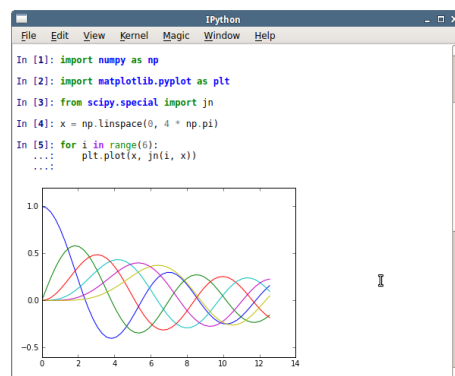 IPython
File Edit View Kernel Magic Window Help
In [1]: import numpy as np
In [2]: import matplotlib.pyplot as plt
In [3]: from scipy.special import jn
In [4]: x = np.linspace(0, 4 * np.pi)
In [5]: for i in range(6):
   ...:     plt.plot(x, jn(i, x))
   ...:
1.0
0.5
0.0
−0.5
0 2 4 6 8 10 12 14